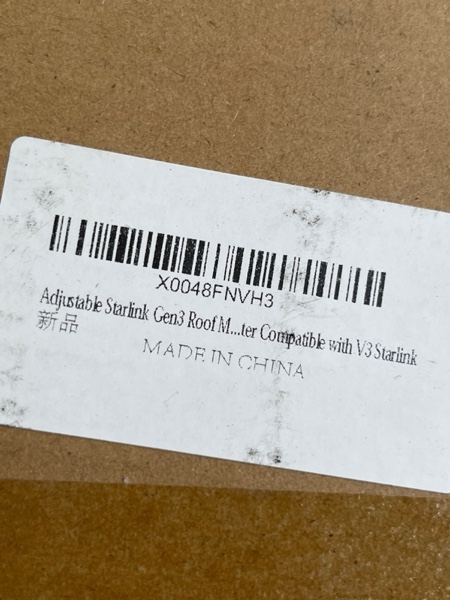 X0048FNVH3
Adjustable Starlink Gen3 Roof M...ter Compatible with V3 Starlink
新品
MADE IN CHINA